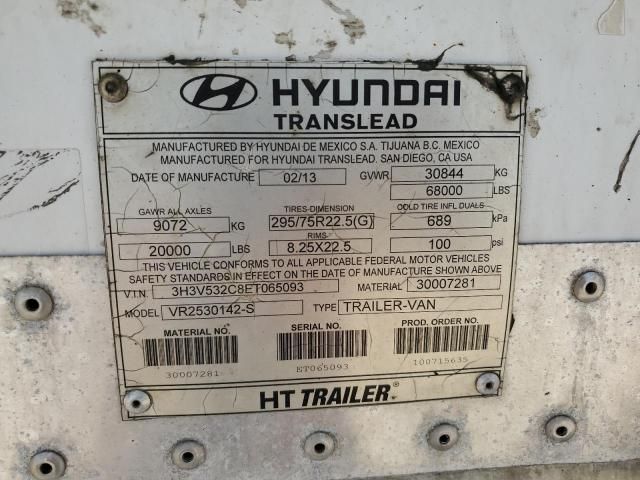 HYUNDAI
TRANSLEAD
MANUFACTURED BY HYUNDAI DE MEXICO S.A. TIJUANA B.C. MEXICO
MANUFACTURED FOR HYUNDAI TRANSLEAD. SAN DIEGO, CA USA
DATE OF MANUFACTURE 02/13 GVWR 30844 KG
68000 LBS
GAWR ALL AXLES TIRES-DIMENSION COLD TIRE INFL DUALS
9072 KG 295/75R22.5(G) 689 kPa
RIMS
20000 LBS 8.25X22.5 100 psi
THIS VEHICLE CONFORMS TO ALL APPLICABLE FEDERAL MOTOR VEHICLE
SAFETY STANDARDS IN EFFECT ON THE DATE OF MANUFACTURE SHOWN ABOVE
V.I.N. 3H3V532C8ET065093 MATERIAL 30007281
MODEL VR2530142-S TYPE TRAILER-VAN
MATERIAL NO. SERIAL NO. PROD. ORDER NO.
30007281 ET065093 100715635
HT TRAILER®